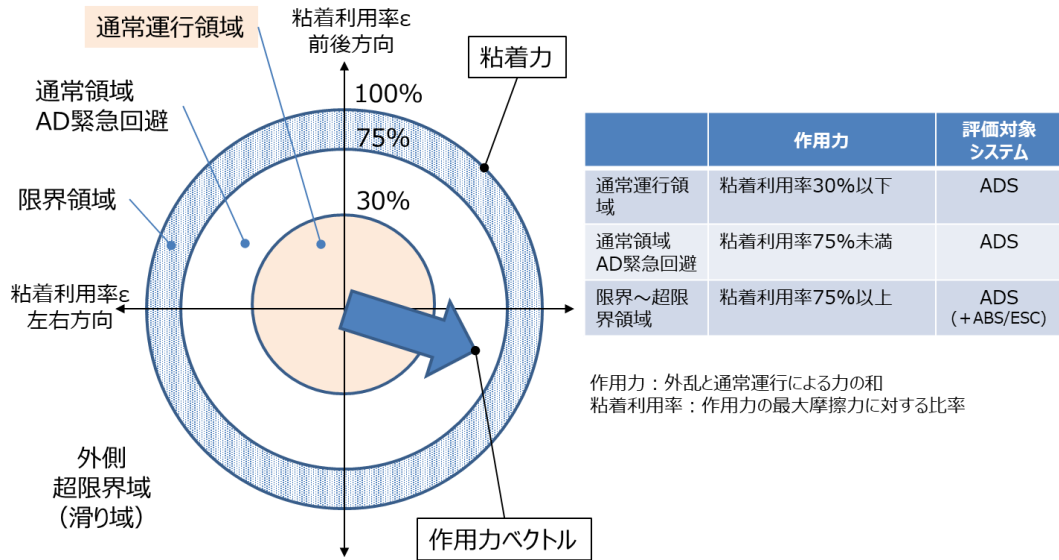 通常運行領域
粘着利用率ε
前後方向
粘着力
通常領域
AD緊急回避
100%
75%
限界領域
30%
粘着利用率ε
左右方向
外側
超限界域
（滑り域）
作用力ベクトル
作用力
評価対象
システム
通常運行領
域
粘着利用率30%以下
ADS
通常領域
AD緊急回避
粘着利用率75%未満
ADS
限界～超限
界領域
粘着利用率75%以上
ADS
(＋ABS/ESC)
作用力：外乱と通常運行による力の和
粘着利用率：作用力の最大摩擦力に対する比率